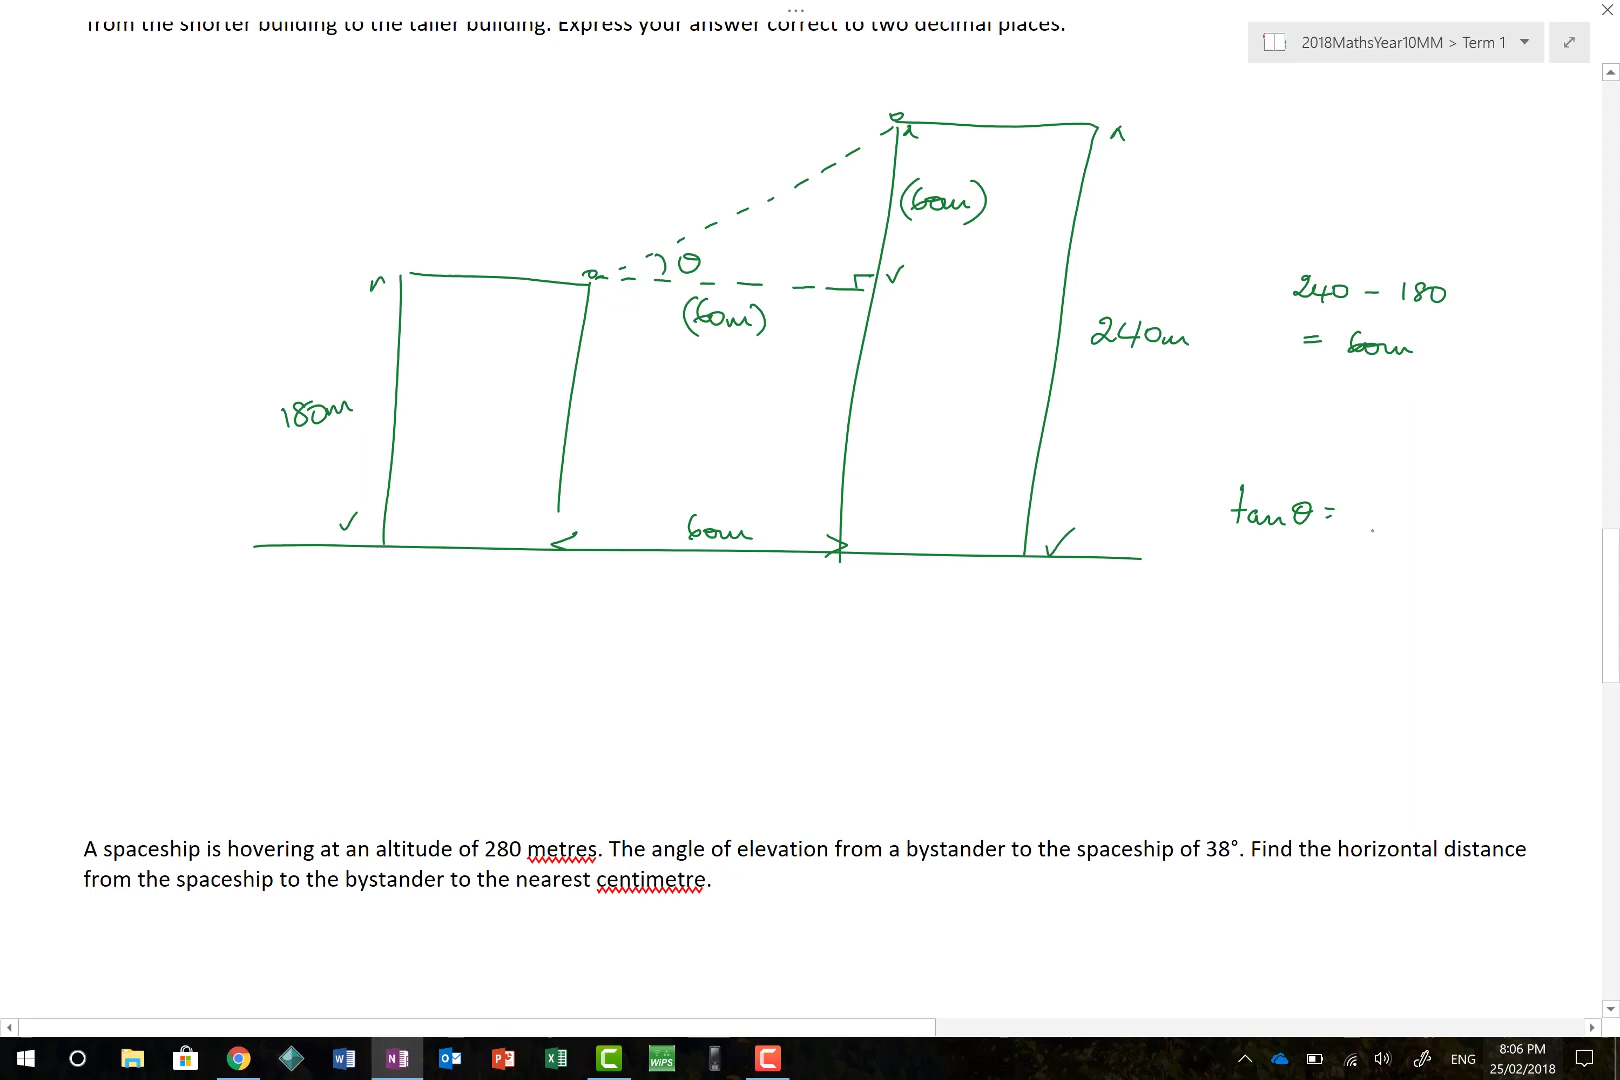 from the shorter building to the taller building. Express your answer correct to two decimal places.
2018MathsYear10MM > Term 1
(60m)
θ
(60m)
240 - 180
= 60m
240m
180m
60m
tan θ =
A spaceship is hovering at an altitude of 280 metres. The angle of elevation from a bystander to the spaceship of 38°. Find the horizontal distance
from the spaceship to the bystander to the nearest centimetre.
WiPS
ENG
8:06 PM
25/02/2018